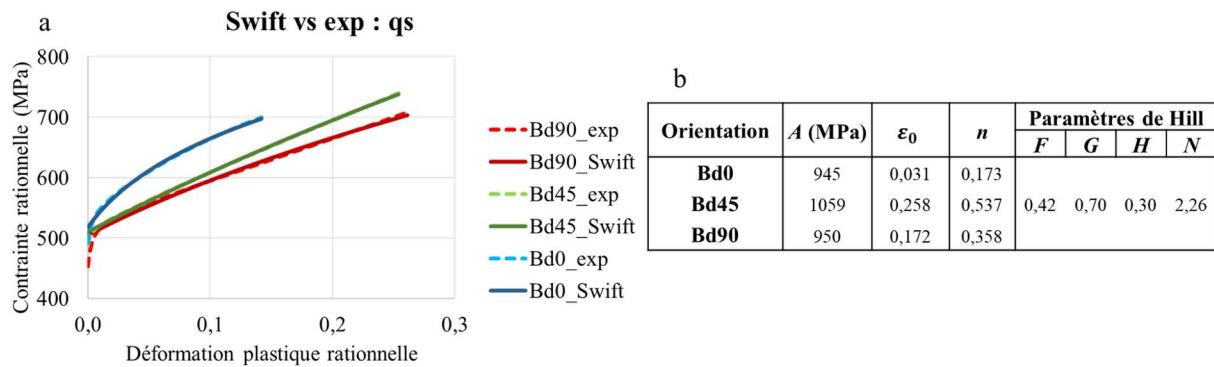 a
Swift vs exp : qs
Contrainte rationnelle (MPa)
800
700
600
500
400
0,0
0,1
0,2
0,3
Déformation plastique rationnelle
Bd90_exp
Bd90_Swift
Bd45_exp
Bd45_Swift
Bd0_exp
Bd0_Swift
b
Orientation A (MPa) ε0 n Paramètres de Hill
F G H N
Bd0 945 0,031 0,173
Bd45 1059 0,258 0,537 0,42 0,70 0,30 2,26
Bd90 950 0,172 0,358